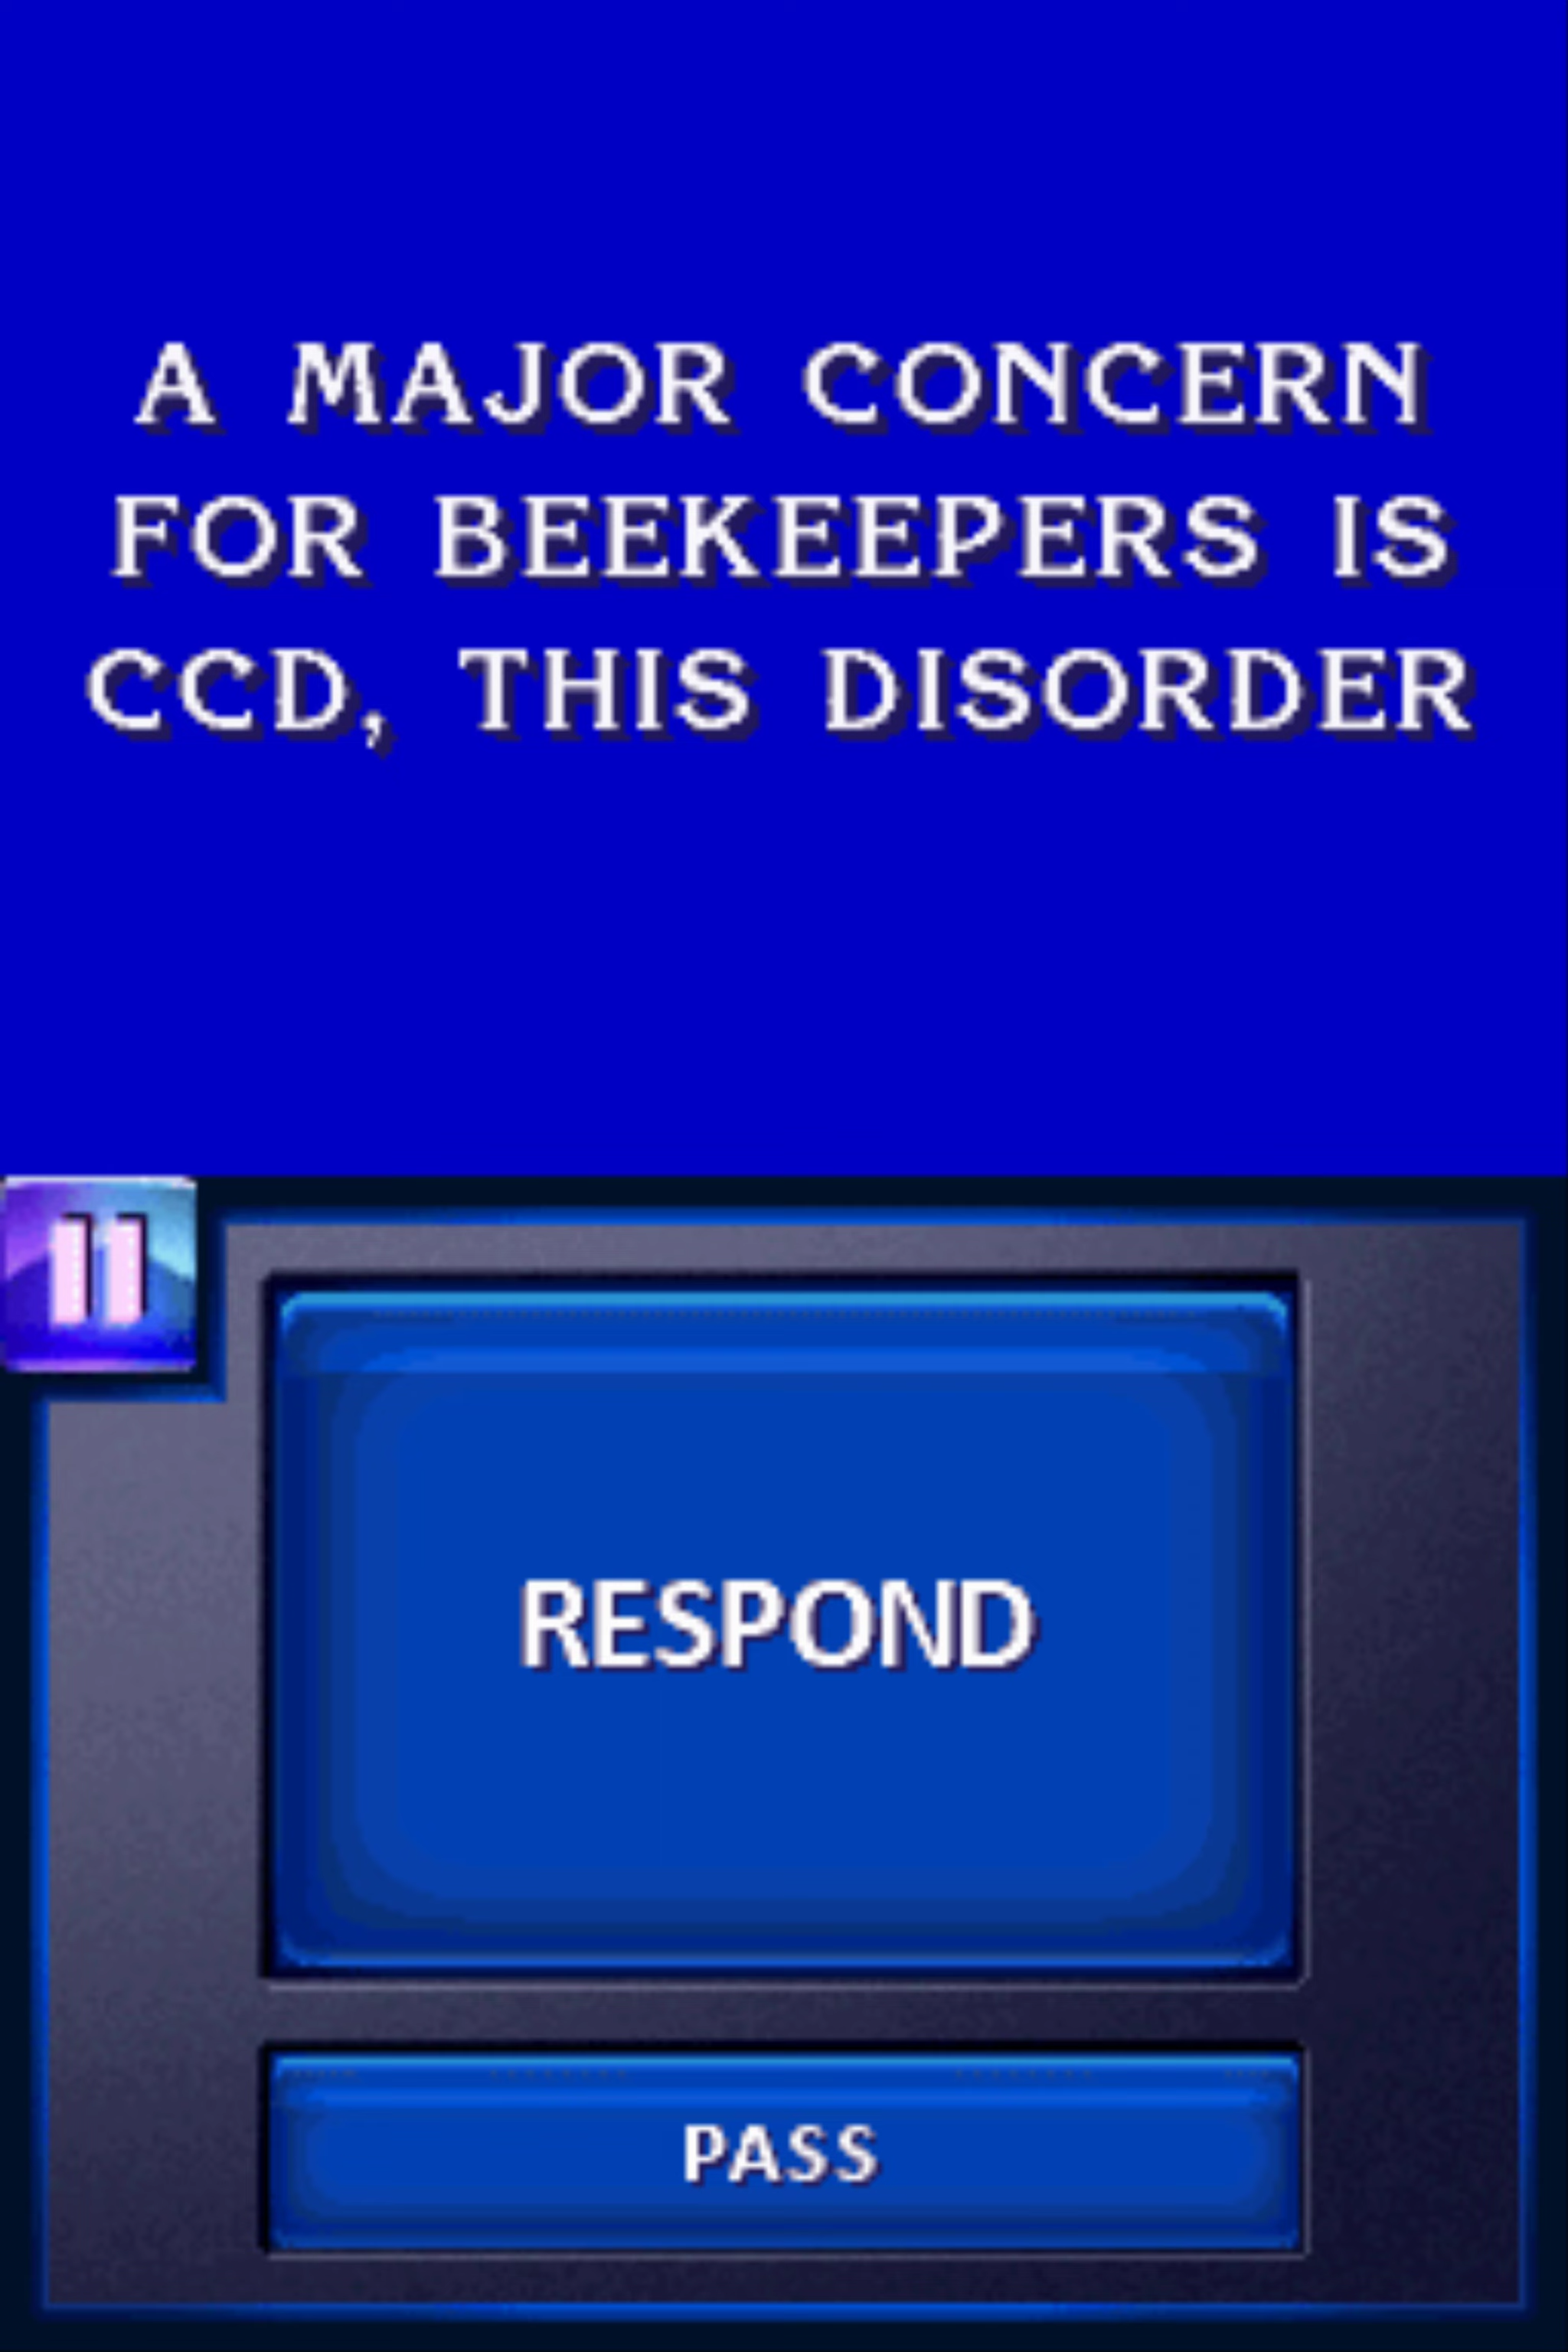 A MAJOR CONCERN
FOR BEEKEEPERS IS
CCD, THIS DISORDER
RESPOND
PASS